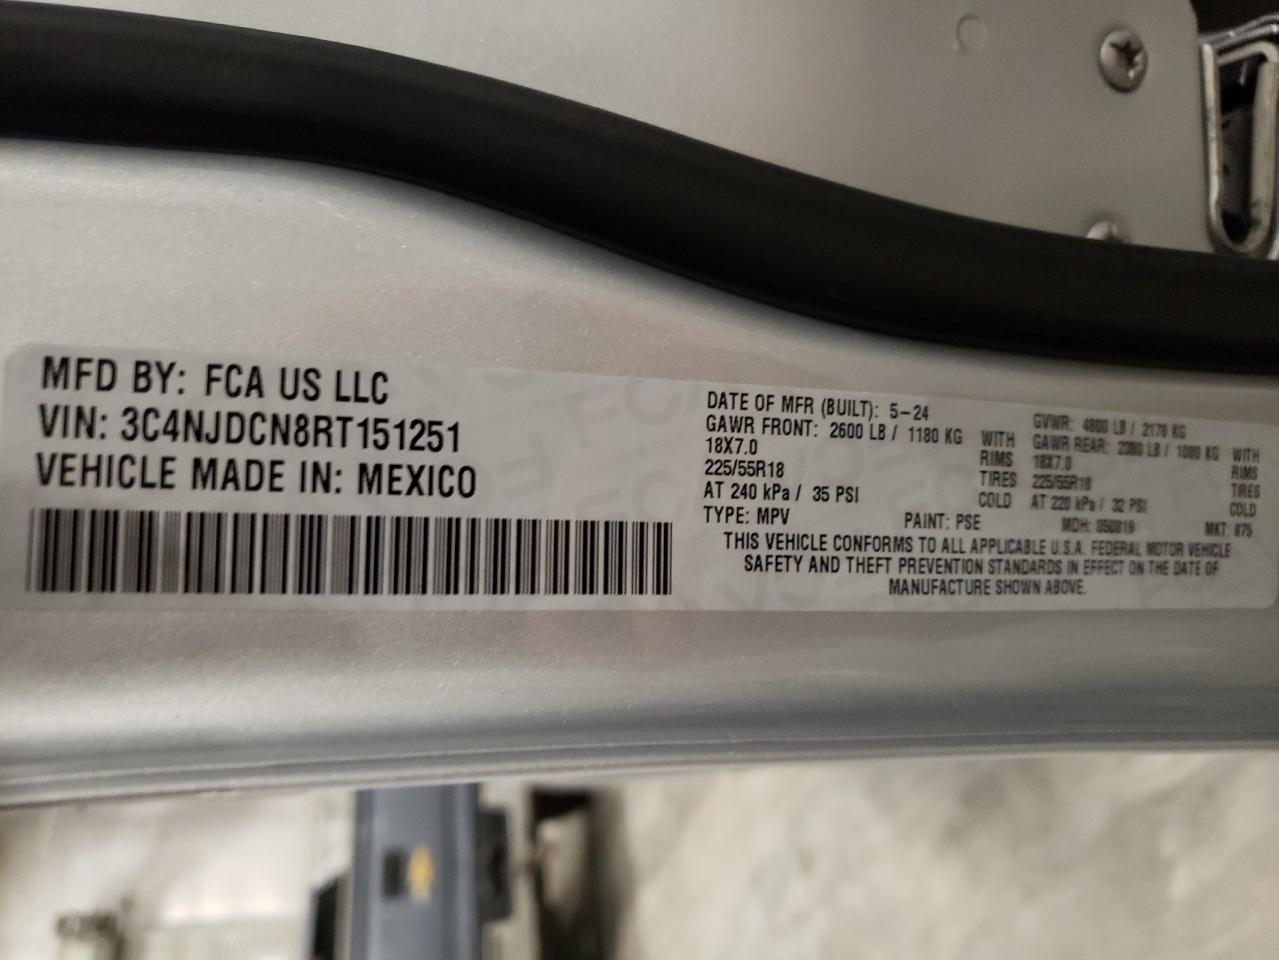 MFD BY: FCA US LLC
VIN: 3C4NJDCN8RT151251
VEHICLE MADE IN: MEXICO
DATE OF MFR (BUILT): 5-24 GVWR: 4800 LB / 2178 KG
GAWR FRONT: 2600 LB / 1180 KG WITH GAWR REAR: 2380 LB / 1080 KG WITH
18X7.0 RIMS 18X7.0 RIMS
225/55R18 TIRES 225/55R18 TIRES
AT 240 kPa / 35 PSI COLD AT 220 kPa / 32 PSI COLD
TYPE: MPV PAINT: PSE MDH: 050819 MKT: 875
THIS VEHICLE CONFORMS TO ALL APPLICABLE U.S.A. FEDERAL MOTOR VEHICLE
SAFETY AND THEFT PREVENTION STANDARDS IN EFFECT ON THE DATE OF
MANUFACTURE SHOWN ABOVE.